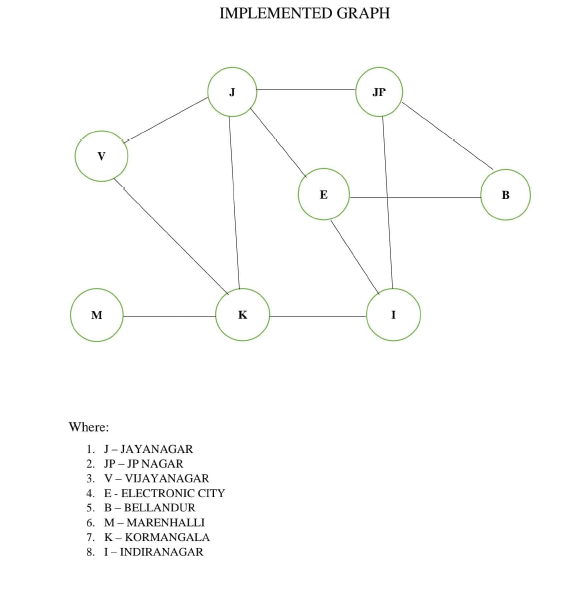 IMPLEMENTED GRAPH
J
JP
V
E
B
M
K
I
Where:
1. J – JAYANAGAR
2. JP – JP NAGAR
3. V – VIJAYANAGAR
4. E - ELECTRONIC CITY
5. B – BELLANDUR
6. M – MARENHALLI
7. K – KORMANGALA
8. I – INDIRANAGAR